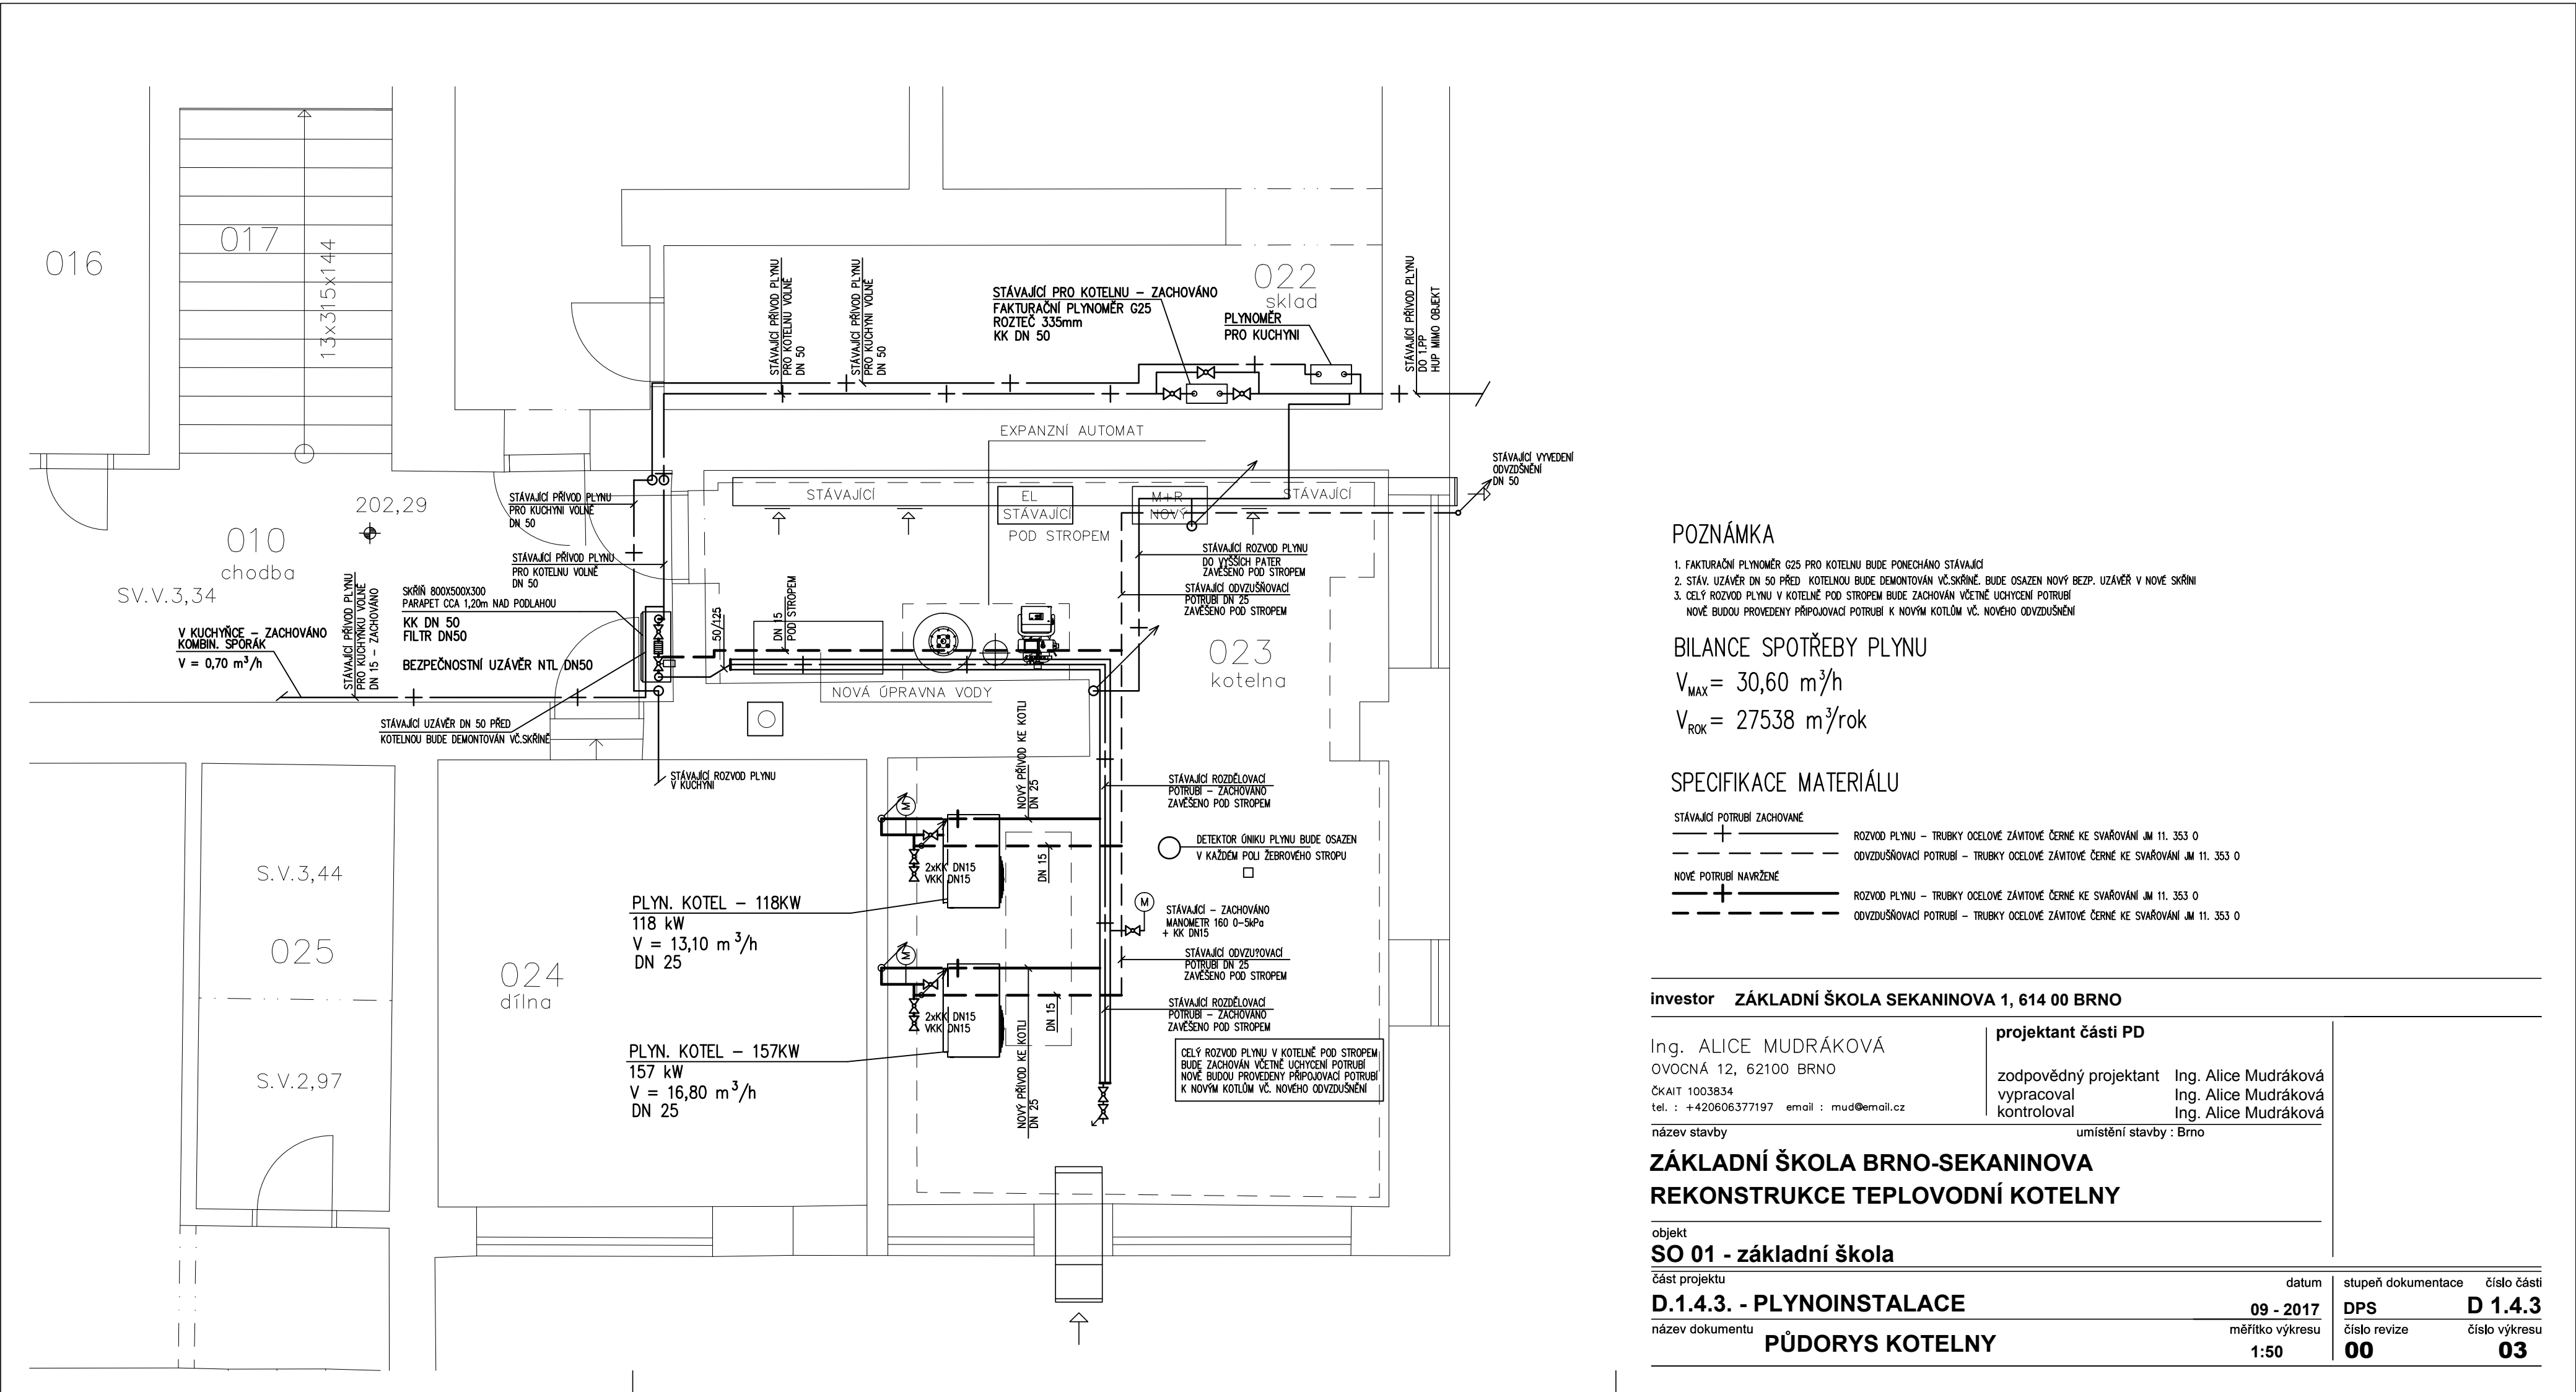 016
017
13x315x144
STÁVAJÍCÍ PŘÍVOD PLYNU
PRO KOTELNU VOLNĚ
DN 50
STÁVAJÍCÍ PŘÍVOD PLYNU
PRO KUCHYNI VOLNĚ
DN 50
STÁVAJÍCÍ PRO KOTELNU – ZACHOVÁNO
FAKTURAČNÍ PLYNOMĚR G25
ROZTEČ 335mm
KK DN 50
022
sklad
PLYNOMĚR
PRO KUCHYNI
STÁVAJÍCÍ PŘÍVOD PLYNU
DO 1.PP
HUP MIMO OBJEKT
EXPANZNÍ AUTOMAT
STÁVAJÍCÍ VYVEDENÍ
ODVZDŠNĚNÍ
DN 50
STÁVAJÍCÍ
EL
STÁVAJÍCÍ
POD STROPEM
M+R
NOVÝ
STÁVAJÍCÍ
STÁVAJÍCÍ PŘÍVOD PLYNU
PRO KUCHYNI VOLNĚ
DN 50
202,29
010
chodba
SV.V.3,34
STÁVAJÍCÍ PŘÍVOD PLYNU
PRO KOTELNU VOLNĚ
DN 50
STÁVAJÍCÍ ROZVOD PLYNU
DO VYŠŠÍCH PATER
ZAVĚŠENO POD STROPEM
STÁVAJÍCÍ ODVZUŠŇOVACÍ
POTRUBÍ DN 25
ZAVĚŠENO POD STROPEM
STÁVAJÍCÍ PŘÍVOD PLYNU
PRO KUCHYŇKU VOLNĚ
DN 15 – ZACHOVÁNO
SKŘÍŇ 800X500X300
PARAPET CCA 1,20m NAD PODLAHOU
KK DN 50
FILTR DN50
BEZPEČNOSTNÍ UZÁVĚR NTL DN50
V KUCHYŇCE – ZACHOVÁNO
KOMBIN. SPORÁK
V = 0,70 m³/h
50/125
DN 15
POD STROPEM
023
kotelna
NOVÁ ÚPRAVNA VODY
STÁVAJÍCÍ UZÁVĚR DN 50 PŘED
KOTELNOU BUDE DEMONTOVÁN VČ.SKŘÍNĚ
STÁVAJÍCÍ ROZVOD PLYNU
V KUCHYNI
NOVÝ PŘÍVOD KE KOTLI
DN 25
STÁVAJÍCÍ ROZDĚLOVACÍ
POTRUBÍ – ZACHOVÁNO
ZAVĚŠENO POD STROPEM
M
DETEKTOR ÚNIKU PLYNU BUDE OSAZEN
V KAŽDÉM POLI ŽEBROVÉHO STROPU
2xKK DN15
VKK DN15
DN 15
S.V.3,44
025
S.V.2,97
024
dílna
PLYN. KOTEL – 118KW
118 kW
V = 13,10 m³/h
DN 25
M
STÁVAJÍCÍ – ZACHOVÁNO
MANOMETR 160 0–5kPa
+ KK DN15
M
STÁVAJÍCÍ ODVZU?OVACÍ
POTRUBÍ DN 25
ZAVĚŠENO POD STROPEM
2xKK DN15
VKK DN15
DN 15
STÁVAJÍCÍ ROZDĚLOVACÍ
POTRUBÍ – ZACHOVÁNO
ZAVĚŠENO POD STROPEM
PLYN. KOTEL – 157KW
157 kW
V = 16,80 m³/h
DN 25
NOVÝ PŘÍVOD KE KOTLI
DN 25
CELÝ ROZVOD PLYNU V KOTELNĚ POD STROPEM
BUDE ZACHOVÁN VČETNĚ UCHYCENÍ POTRUBÍ
NOVĚ BUDOU PROVEDENY PŘIPOJOVACÍ POTRUBÍ
K NOVÝM KOTLŮM VČ. NOVÉHO ODVZDUŠNĚNÍ
POZNÁMKA
1. FAKTURAČNÍ PLYNOMĚR G25 PRO KOTELNU BUDE PONECHÁNO STÁVAJÍCÍ
2. STÁV. UZÁVĚR DN 50 PŘED KOTELNOU BUDE DEMONTOVÁN VČ.SKŘÍNĚ. BUDE OSAZEN NOVÝ BEZP. UZÁVĚR V NOVÉ SKŘÍNI
3. CELÝ ROZVOD PLYNU V KOTELNĚ POD STROPEM BUDE ZACHOVÁN VČETNĚ UCHYCENÍ POTRUBÍ
NOVĚ BUDOU PROVEDENY PŘIPOJOVACÍ POTRUBÍ K NOVÝM KOTLŮM VČ. NOVÉHO ODVZDUŠNĚNÍ
BILANCE SPOTŘEBY PLYNU
VMAX= 30,60 m³/h
VROK= 27538 m³/rok
SPECIFIKACE MATERIÁLU
STÁVAJÍCÍ POTRUBÍ ZACHOVANÉ
ROZVOD PLYNU – TRUBKY OCELOVÉ ZÁVITOVÉ ČERNÉ KE SVAŘOVÁNÍ JM 11. 353 0
ODVZDUŠŇOVACÍ POTRUBÍ – TRUBKY OCELOVÉ ZÁVITOVÉ ČERNÉ KE SVAŘOVÁNÍ JM 11. 353 0
NOVÉ POTRUBÍ NAVRŽENÉ
ROZVOD PLYNU – TRUBKY OCELOVÉ ZÁVITOVÉ ČERNÉ KE SVAŘOVÁNÍ JM 11. 353 0
ODVZDUŠŇOVACÍ POTRUBÍ – TRUBKY OCELOVÉ ZÁVITOVÉ ČERNÉ KE SVAŘOVÁNÍ JM 11. 353 0
investor ZÁKLADNÍ ŠKOLA SEKANINOVA 1, 614 00 BRNO
Ing. ALICE MUDRÁKOVÁ
OVOCNÁ 12, 62100 BRNO
ČKAIT 1003834
tel. : +420606377197 email : mud@email.cz
projektant části PD
zodpovědný projektant Ing. Alice Mudráková
vypracoval Ing. Alice Mudráková
kontroloval Ing. Alice Mudráková
název stavby umístění stavby : Brno
ZÁKLADNÍ ŠKOLA BRNO-SEKANINOVA
REKONSTRUKCE TEPLOVODNÍ KOTELNY
objekt
SO 01 - základní škola
část projektu datum stupeň dokumentace číslo části
D.1.4.3. - PLYNOINSTALACE 09 - 2017 DPS D 1.4.3
název dokumentu měřítko výkresu číslo revize číslo výkresu
PŮDORYS KOTELNY 1:50 00 03